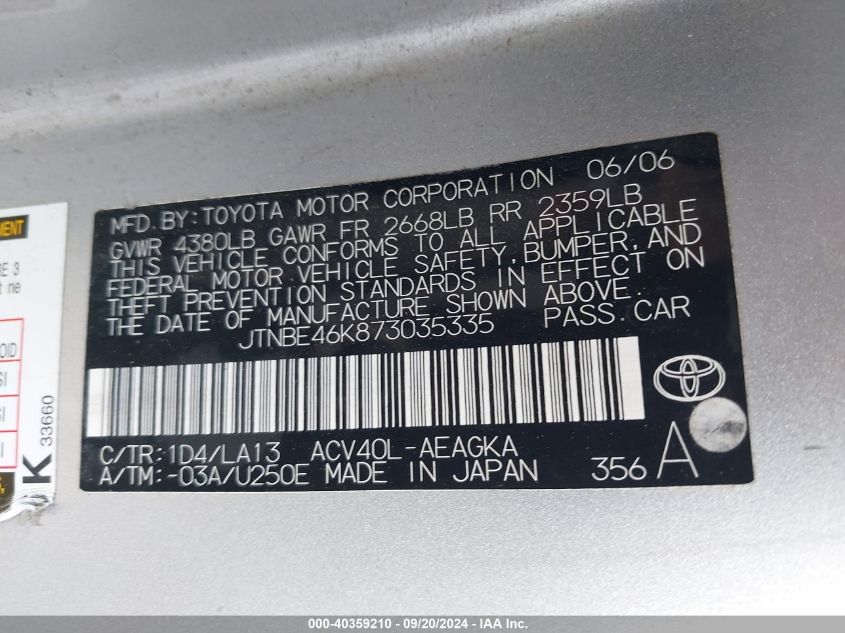 MFD. BY: TOYOTA MOTOR CORPORATION 06/06
GVWR 4380LB GAWR FR 2668LB RR 2359LB
THIS VEHICLE CONFORMS TO ALL APPLICABLE
FEDERAL MOTOR VEHICLE SAFETY, BUMPER, AND
THEFT PREVENTION STANDARDS IN EFFECT ON
THE DATE OF MANUFACTURE SHOWN ABOVE.
JTNBE46K873035335 PASS. CAR
C/TR: 1D4/LA13 ACV40L-AEAGKA
A/TM: -03A/U250E MADE IN JAPAN 356 A
K 33660
000-40359210 - 09/20/2024 - IAA Inc.